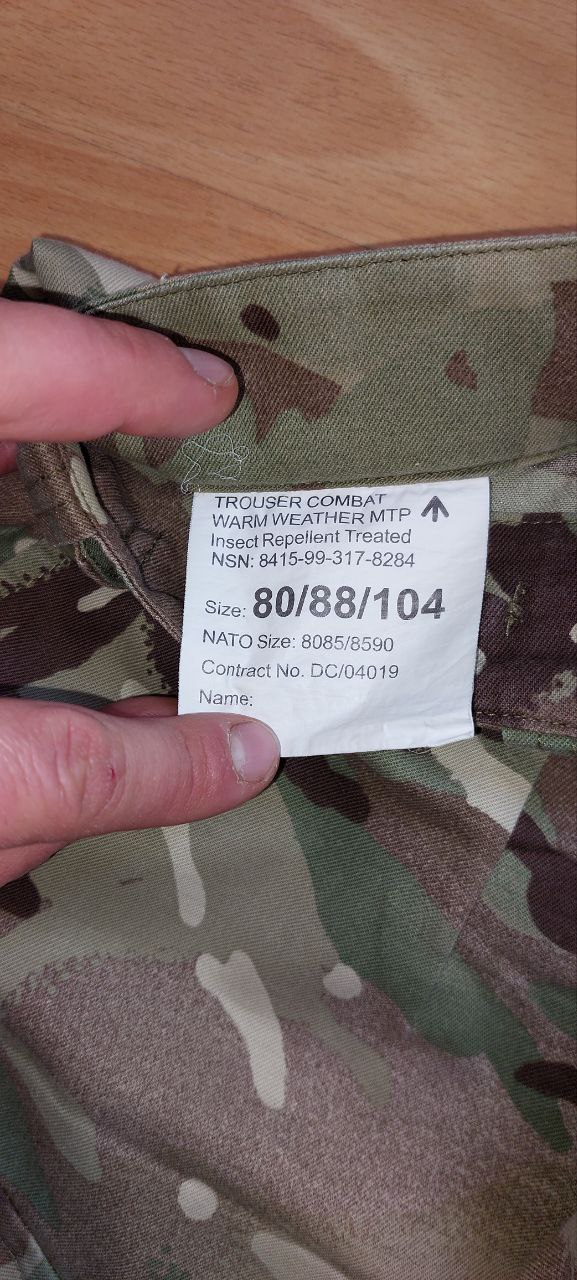 TROUSER COMBAT
WARM WEATHER MTP
Insect Repellent Treated
NSN: 8415-99-317-8284
Size: 80/88/104
NATO Size: 8085/8590
Contract No. DC/04019
Name: